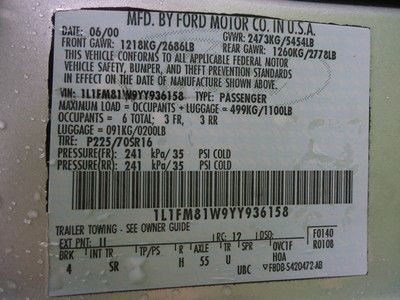 MFD. BY FORD MOTOR CO. IN U.S.A.
DATE: 06/00 GVWR: 2473KG/5454LB
FRONT GAWR: 1218KG/2686LB REAR GAWR: 1260KG/2778LB
THIS VEHICLE CONFORMS TO ALL APPLICABLE FEDERAL MOTOR
VEHICLE SAFETY, BUMPER, AND THEFT PREVENTION STANDARDS
IN EFFECT ON THE DATE OF MANUFACTURE SHOWN ABOVE.
VIN: 1L1FM81W9YY936158 TYPE: PASSENGER
MAXIMUM LOAD = OCCUPANTS + LUGGAGE = 499KG/1100LB
OCCUPANTS = 6 TOTAL: 3 FR, 3 RR
LUGGAGE = 091KG/0200LB
TIRE: P225/70SR16
PRESSURE(FR) = 241 kPa/ 35 PSI COLD
PRESSURE(RR) = 241 kPa/ 35 PSI COLD
1L1FM81W9YY936158
TRAILER TOWING - SEE OWNER GUIDE
EXT PNT: RC: 12 DSO: F0140
BRK INT TR TP/PS R AXLE TR OVC1F R0108
4 SR H 55 U HOA
UBC F8DB-5420472-AB